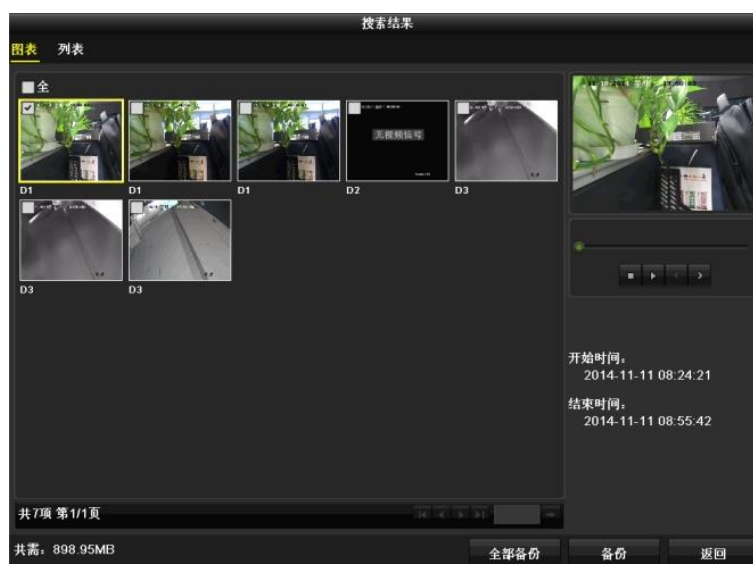 搜索结果
图表 列表
全
D1 D1 D1 D2 D3
无视频信号
D3 D3
开始时间:
2014-11-11 08:24:21
结束时间:
2014-11-11 08:55:42
共7项 第1/1页
共需: 898.95MB
全部备份 备份 返回